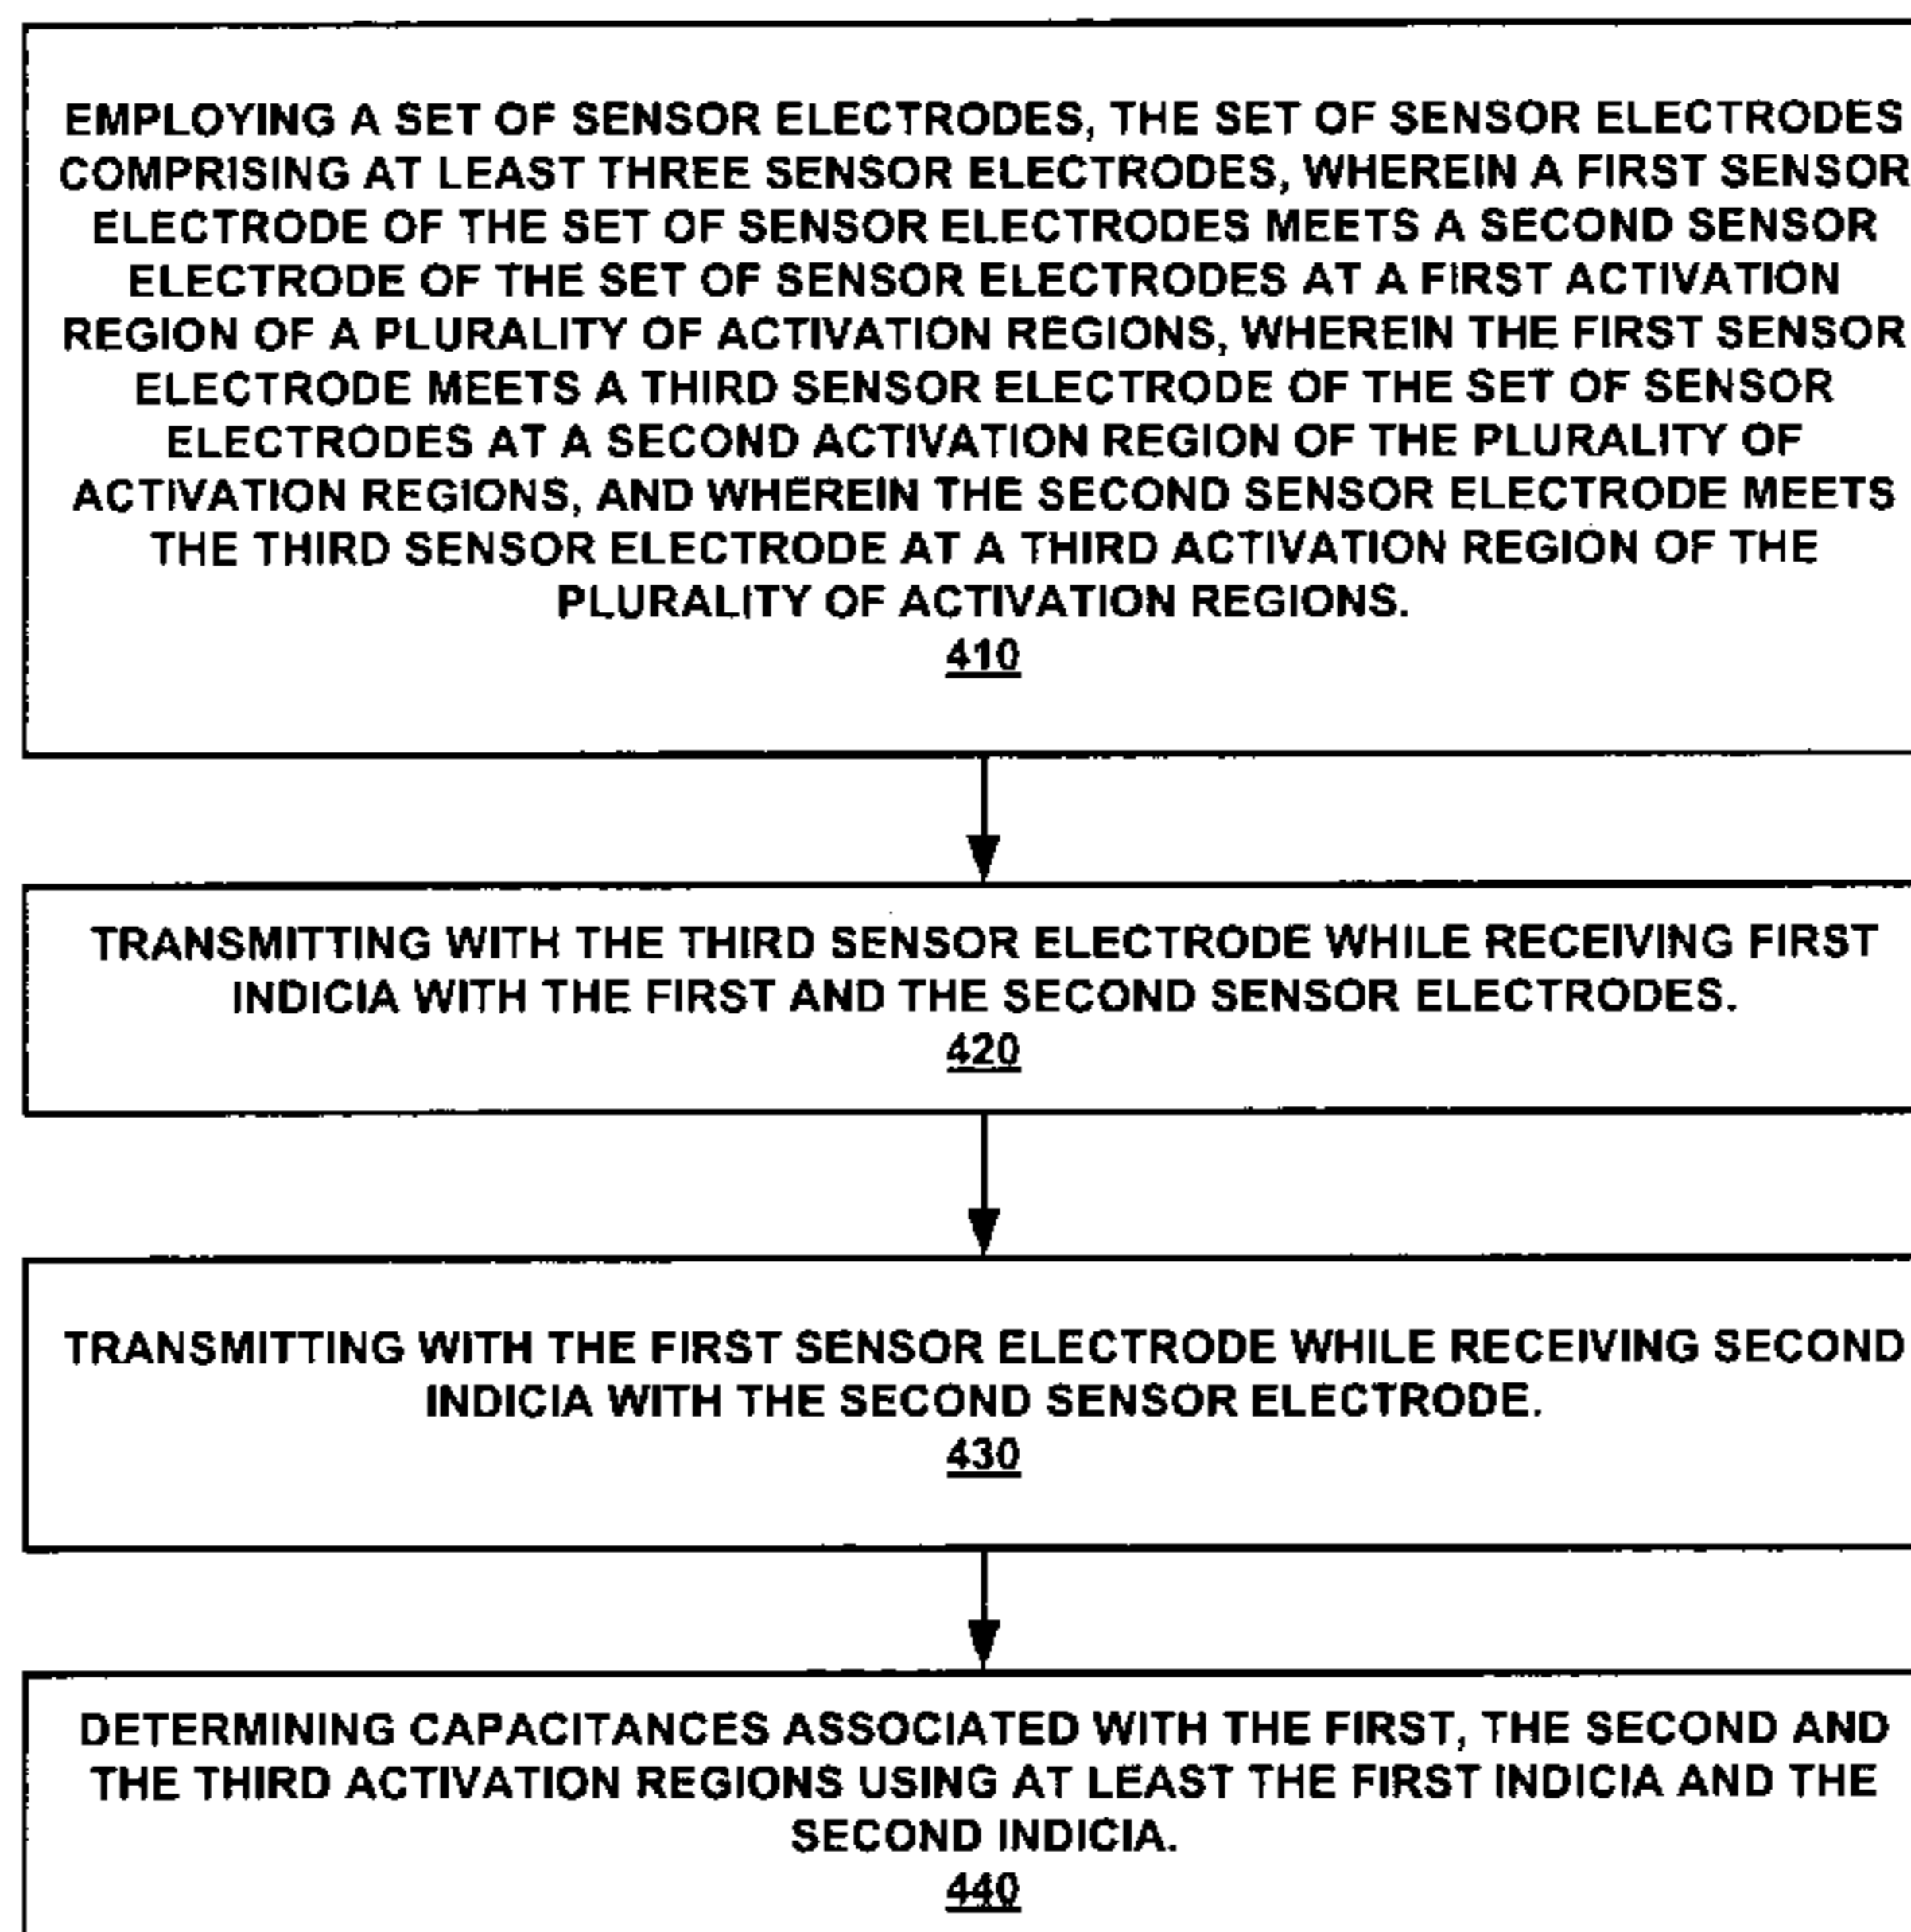 EMPLOYING A SET OF SENSOR ELECTRODES, THE SET OF SENSOR ELECTRODES
COMPRISING AT LEAST THREE SENSOR ELECTRODES, WHEREIN A FIRST SENSOR
ELECTRODE OF THE SET OF SENSOR ELECTRODES MEETS A SECOND SENSOR
ELECTRODE OF THE SET OF SENSOR ELECTRODES AT A FIRST ACTIVATION
REGION OF A PLURALITY OF ACTIVATION REGIONS, WHEREIN THE FIRST SENSOR
ELECTRODE MEETS A THIRD SENSOR ELECTRODE OF THE SET OF SENSOR
ELECTRODES AT A SECOND ACTIVATION REGION OF THE PLURALITY OF
ACTIVATION REGIONS, AND WHEREIN THE SECOND SENSOR ELECTRODE MEETS
THE THIRD SENSOR ELECTRODE AT A THIRD ACTIVATION REGION OF THE
PLURALITY OF ACTIVATION REGIONS.
410
TRANSMITTING WITH THE THIRD SENSOR ELECTRODE WHILE RECEIVING FIRST
INDICIA WITH THE FIRST AND THE SECOND SENSOR ELECTRODES.
420
TRANSMITTING WITH THE FIRST SENSOR ELECTRODE WHILE RECEIVING SECOND
INDICIA WITH THE SECOND SENSOR ELECTRODE.
430
DETERMINING CAPACITANCES ASSOCIATED WITH THE FIRST, THE SECOND AND
THE THIRD ACTIVATION REGIONS USING AT LEAST THE FIRST INDICIA AND THE
SECOND INDICIA.
440